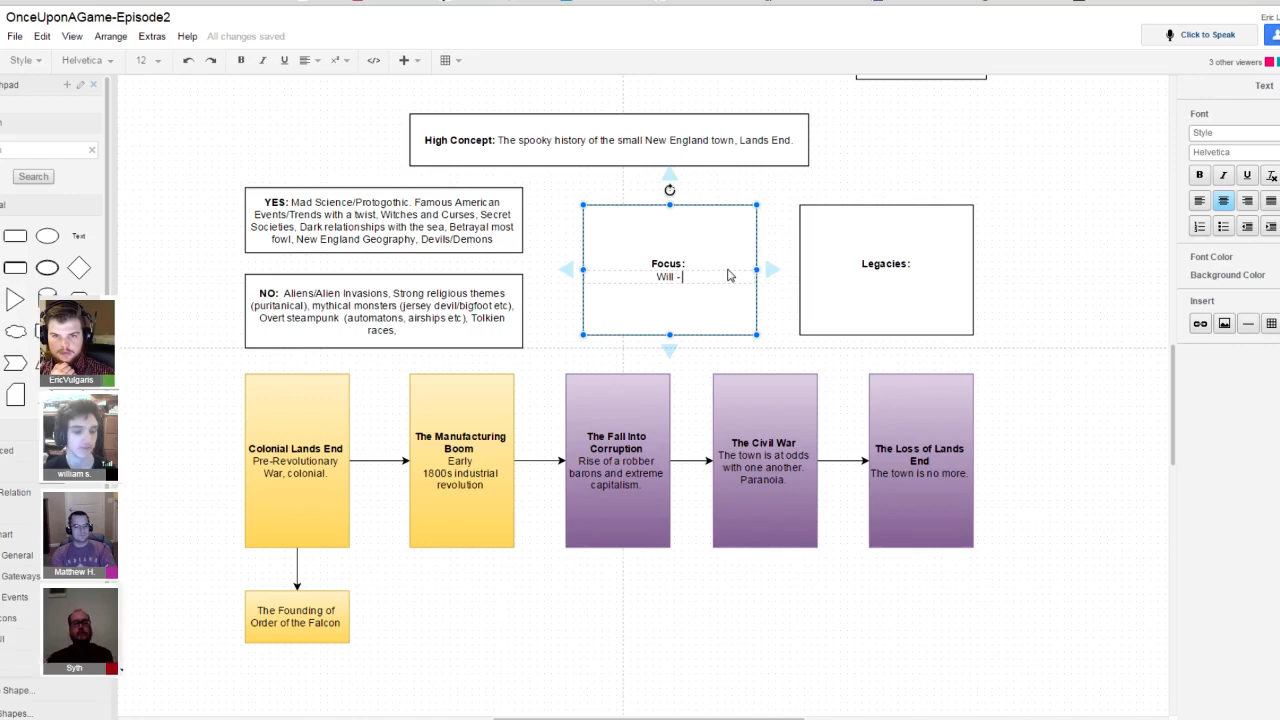 OnceUponAGame-Episode2
Eric L
File Edit View Arrange Extras Help All changes saved
Click to Speak
Style Helvetica 12
3 other viewers
hpad
Text
High Concept: The spooky history of the small New England town, Lands End.
YES: Mad Science/Protogothic. Famous American
Events/Trends with a twist, Witches and Curses, Secret
Societies, Dark relationships with the sea, Betrayal most
fowl, New England Geography, Devils/Demons
NO: Aliens/Alien Invasions, Strong religious themes
(puritanical), mythical monsters (jersey devil/bigfoot etc),
Overt steampunk (automatons, airships etc), Tolkien
races,
Focus:
Will -
Legacies:
Font
Style
Helvetica
B I U
Font Color
Background Color
Insert
Search
al
Text
EricVulgaris
william s.
Matthew H.
Syth
Relation
General
Gateways
Events
Shape...
Shapes...
Colonial Lands End
Pre-Revolutionary
War, colonial.
The Manufacturing
Boom
Early
1800s industrial
revolution
The Fall Into
Corruption
Rise of a robber
barons and extreme
capitalism.
The Civil War
The town is at odds
with one another.
Paranoia.
The Loss of Lands
End
The town is no more.
The Founding of
Order of the Falcon